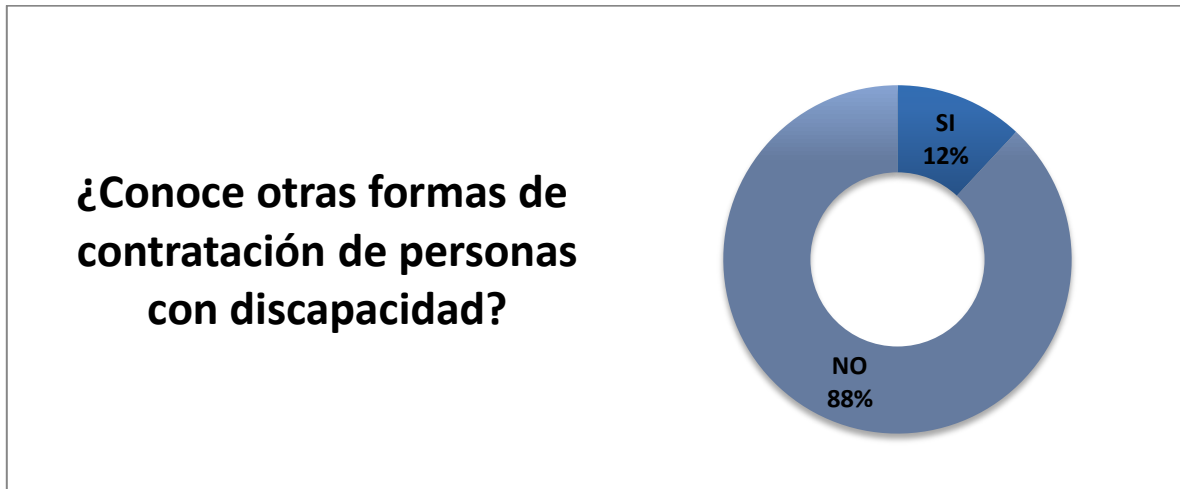 ¿Conoce otras formas de
contratación de personas
con discapacidad?
SI
12%
NO
88%